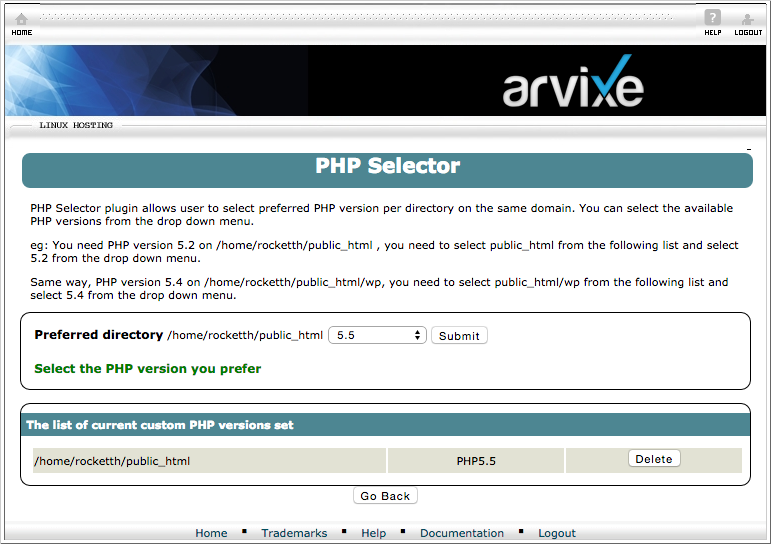 HOME
HELP
LOGOUT
arvixe
LINUX HOSTING
PHP Selector
PHP Selector plugin allows user to select preferred PHP version per directory on the same domain. You can select the available
PHP versions from the drop down menu.
eg: You need PHP version 5.2 on /home/rocketth/public_html , you need to select public_html from the following list and select
5.2 from the drop down menu.
Same way, PHP version 5.4 on /home/rocketth/public_html/wp, you need to select public_html/wp from the following list and
select 5.4 from the drop down menu.
Preferred directory /home/rocketth/public_html 5.5 Submit
Select the PHP version you prefer
The list of current custom PHP versions set
/home/rocketth/public_html PHP5.5 Delete
Go Back
Home ▪ Trademarks ▪ Help ▪ Documentation ▪ Logout